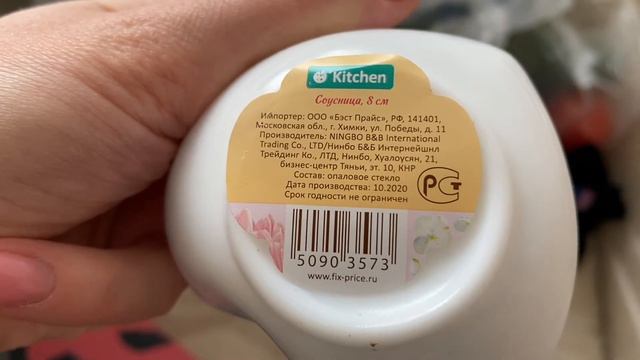 Kitchen
Соусница, 8 см
Импортер: ООО «Бэст Прайс», РФ, 141401,
Московская обл., г. Химки, ул. Победы, д. 11
Производитель: NINGBO B&B International
Trading Co., LTD/Нинбо Б&Б Интернейшнл
Трейдинг Ко., ЛТД, Нинбо, Хуалоусян, 21,
бизнес-центр Тяньи, эт. 10, КНР
Состав: опаловое стекло
Дата производства: 10.2020
Срок годности не ограничен
РСТ
5090 3573
www.fix-price.ru